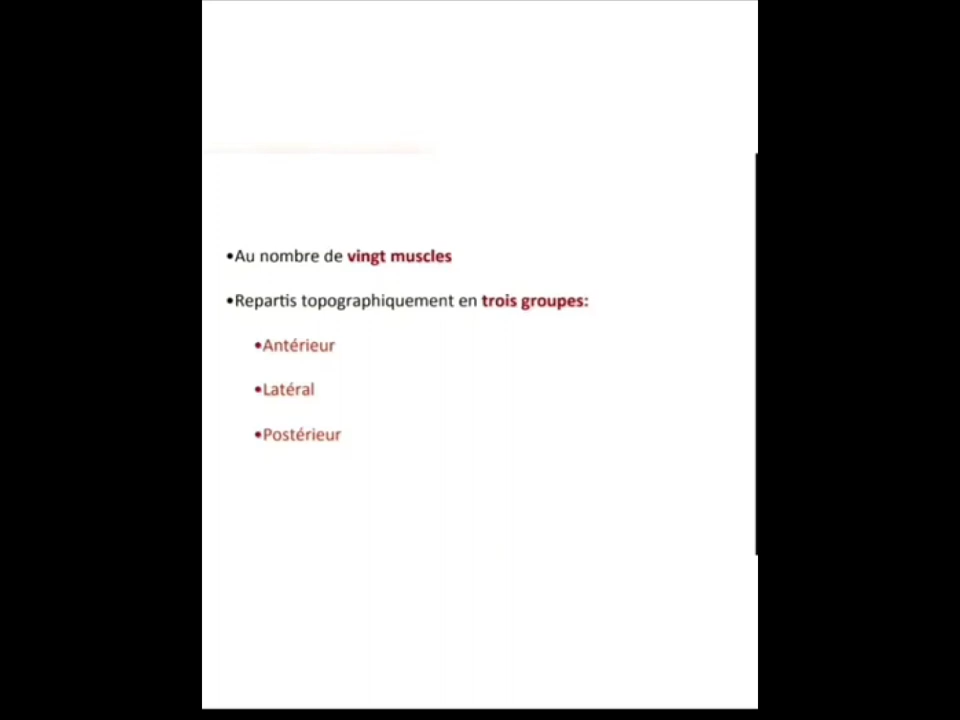 •Au nombre de vingt muscles
•Repartis topographiquement en trois groupes:
•Antérieur
•Latéral
•Postérieur